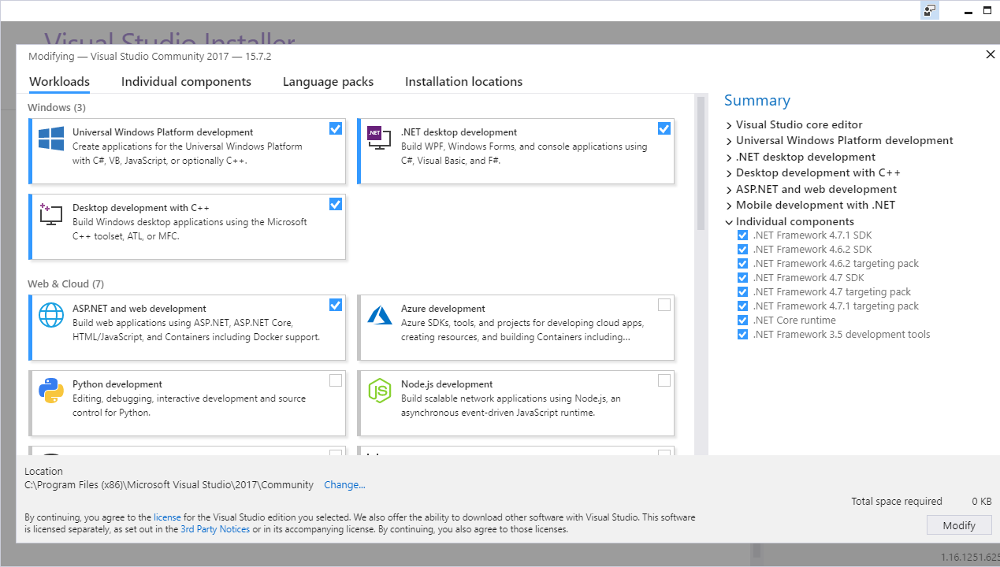 Visual Studio Installer
Modifying — Visual Studio Community 2017 — 15.7.2
Workloads Individual components Language packs Installation locations
Windows (3)
Universal Windows Platform development
Create applications for the Universal Windows Platform
with C#, VB, JavaScript, or optionally C++.
.NET
.NET desktop development
Build WPF, Windows Forms, and console applications using
C#, Visual Basic, and F#.
Desktop development with C++
Build Windows desktop applications using the Microsoft
C++ toolset, ATL, or MFC.
Web & Cloud (7)
ASP.NET and web development
Build web applications using ASP.NET, ASP.NET Core,
HTML/JavaScript, and Containers including Docker support.
Azure development
Azure SDKs, tools, and projects for developing cloud apps,
creating resources, and building Containers including...
Python development
Editing, debugging, interactive development and source
control for Python.
JS
Node.js development
Build scalable network applications using Node.js, an
asynchronous event-driven JavaScript runtime.
Summary
Visual Studio core editor
Universal Windows Platform development
.NET desktop development
Desktop development with C++
ASP.NET and web development
Mobile development with .NET
Individual components
.NET Framework 4.7.1 SDK
.NET Framework 4.6.2 SDK
.NET Framework 4.6.2 targeting pack
.NET Framework 4.7 SDK
.NET Framework 4.7 targeting pack
.NET Framework 4.7.1 targeting pack
.NET Core runtime
.NET Framework 3.5 development tools
Location
C:\Program Files (x86)\Microsoft Visual Studio\2017\Community Change...
Total space required 0 KB
By continuing, you agree to the license for the Visual Studio edition you selected. We also offer the ability to download other software with Visual Studio. This software
is licensed separately, as set out in the 3rd Party Notices or in its accompanying license. By continuing, you also agree to those licenses.
Modify
1.16.1251.625